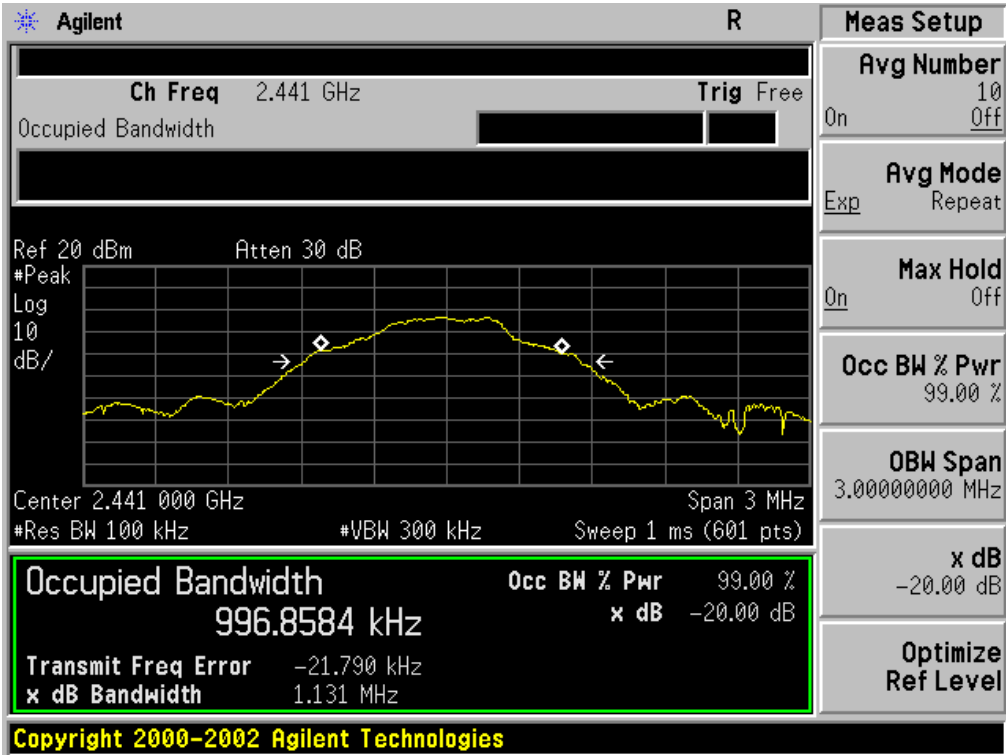 Agilent R Meas Setup
Ch Freq 2.441 GHz Trig Free
Occupied Bandwidth
Avg Number
10
On Off
Avg Mode
Exp Repeat
Max Hold
On Off
Occ BW % Pwr
99.00 %
OBW Span
3.00000000 MHz
x dB
-20.00 dB
Optimize
Ref Level
Ref 20 dBm Atten 30 dB
#Peak
Log
10
dB/
Center 2.441 000 GHz Span 3 MHz
#Res BW 100 kHz #VBW 300 kHz Sweep 1 ms (601 pts)
Occupied Bandwidth Occ BW % Pwr 99.00 %
996.8584 kHz x dB -20.00 dB
Transmit Freq Error -21.790 kHz
x dB Bandwidth 1.131 MHz
Copyright 2000-2002 Agilent Technologies